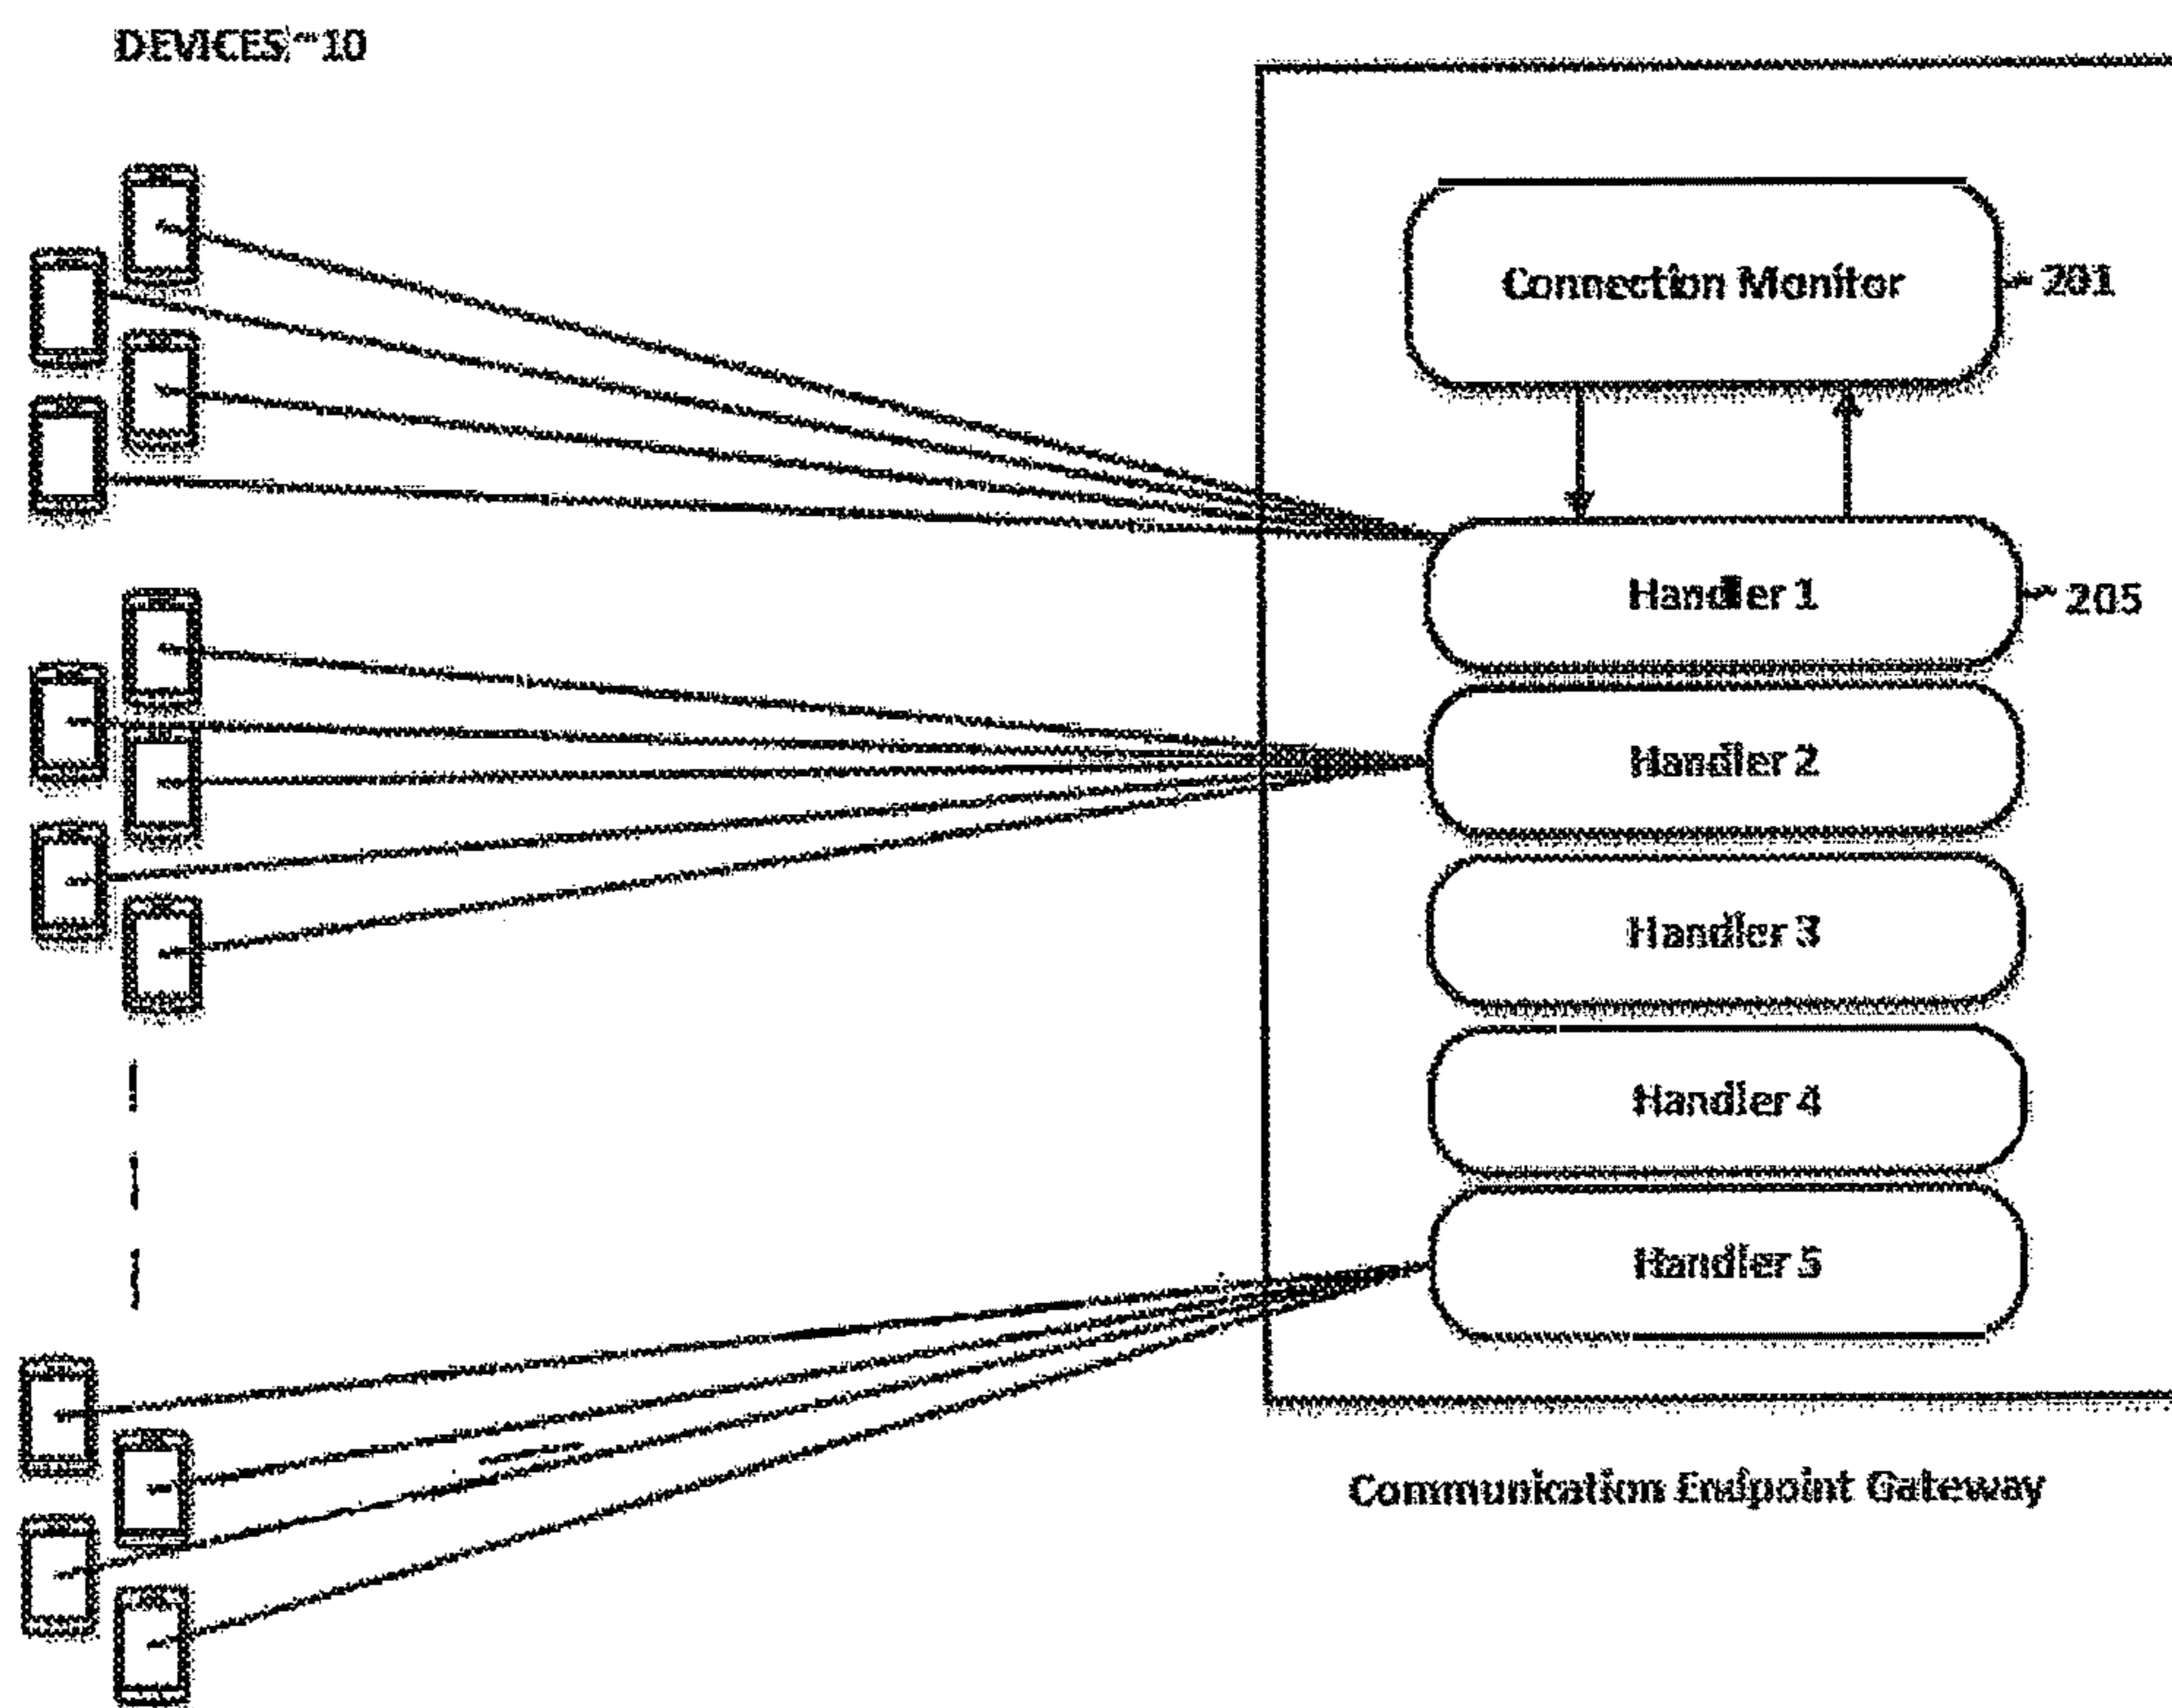 DEVICES ~ 10
Connection Monitor
~ 201
Handler 1
~ 205
Handler 2
Handler 3
Handler 4
Handler 5
Communication Endpoint Gateway